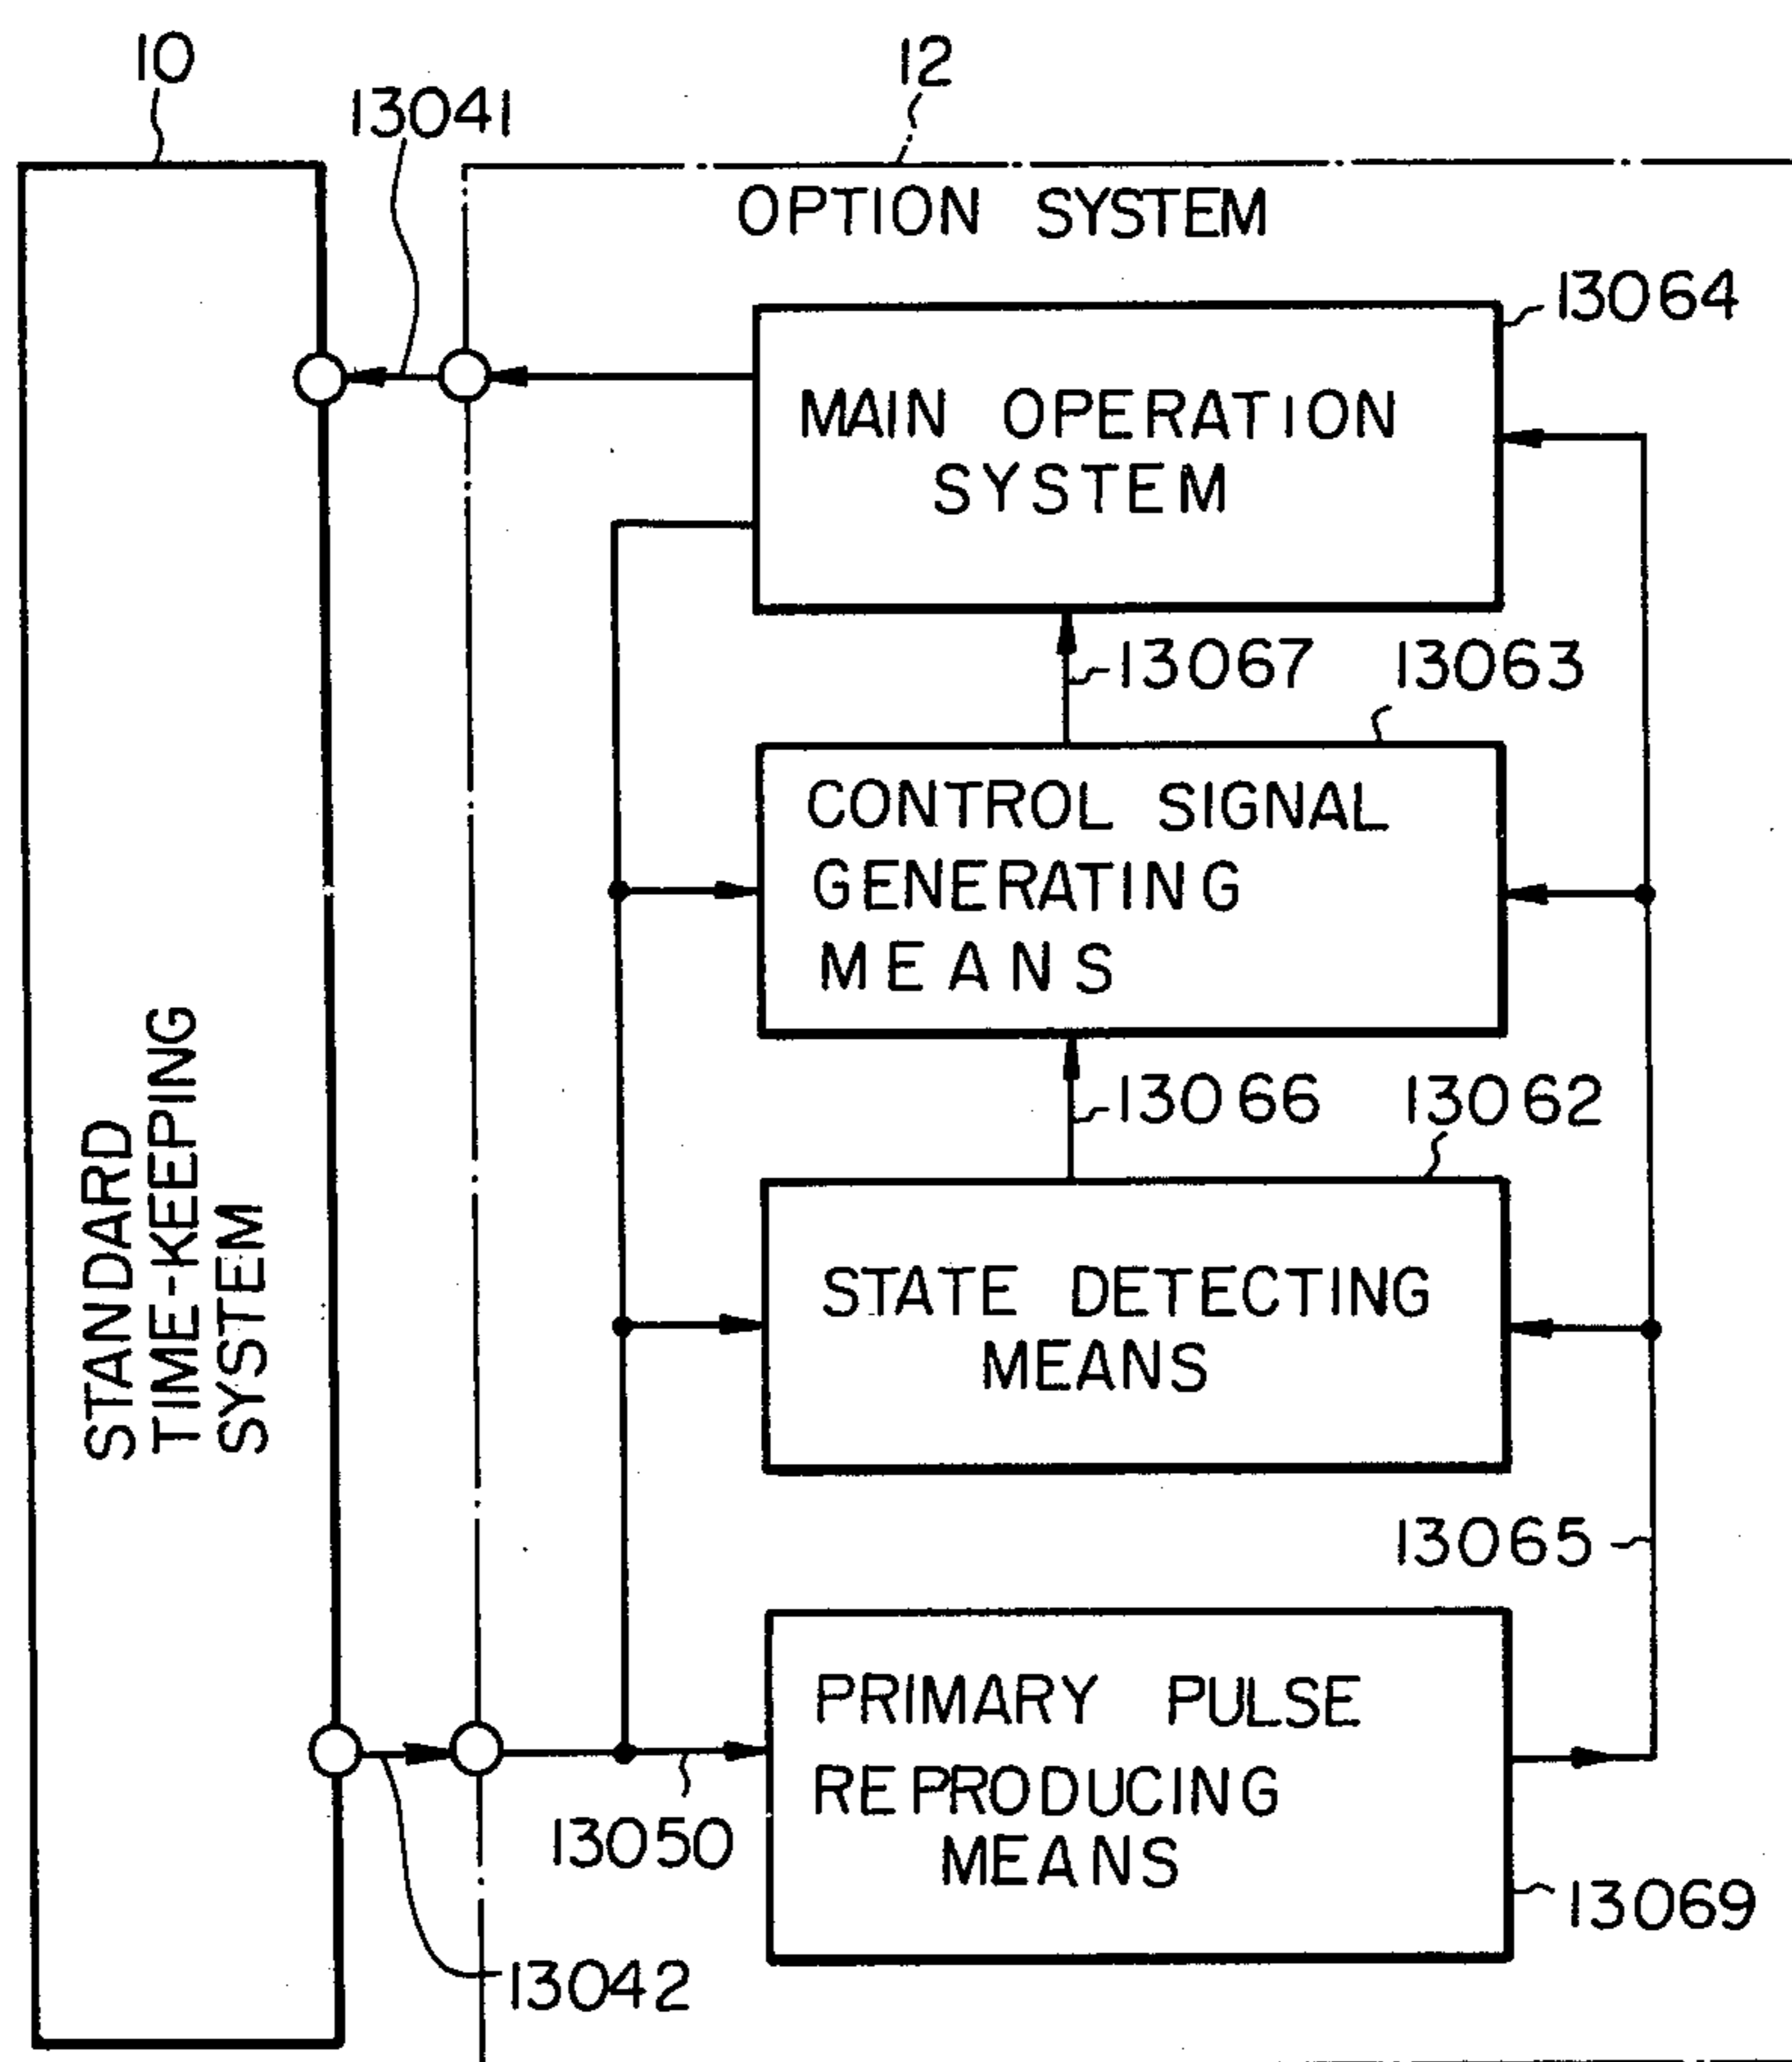 10
13041
12
OPTION SYSTEM
13064
MAIN OPERATION
SYSTEM
13067
13063
CONTROL SIGNAL
GENERATING
MEANS
13066
13062
STATE DETECTING
MEANS
STANDARD
TIME-KEEPING
SYSTEM
13065
PRIMARY PULSE
REPRODUCING
MEANS
13050
13069
13042